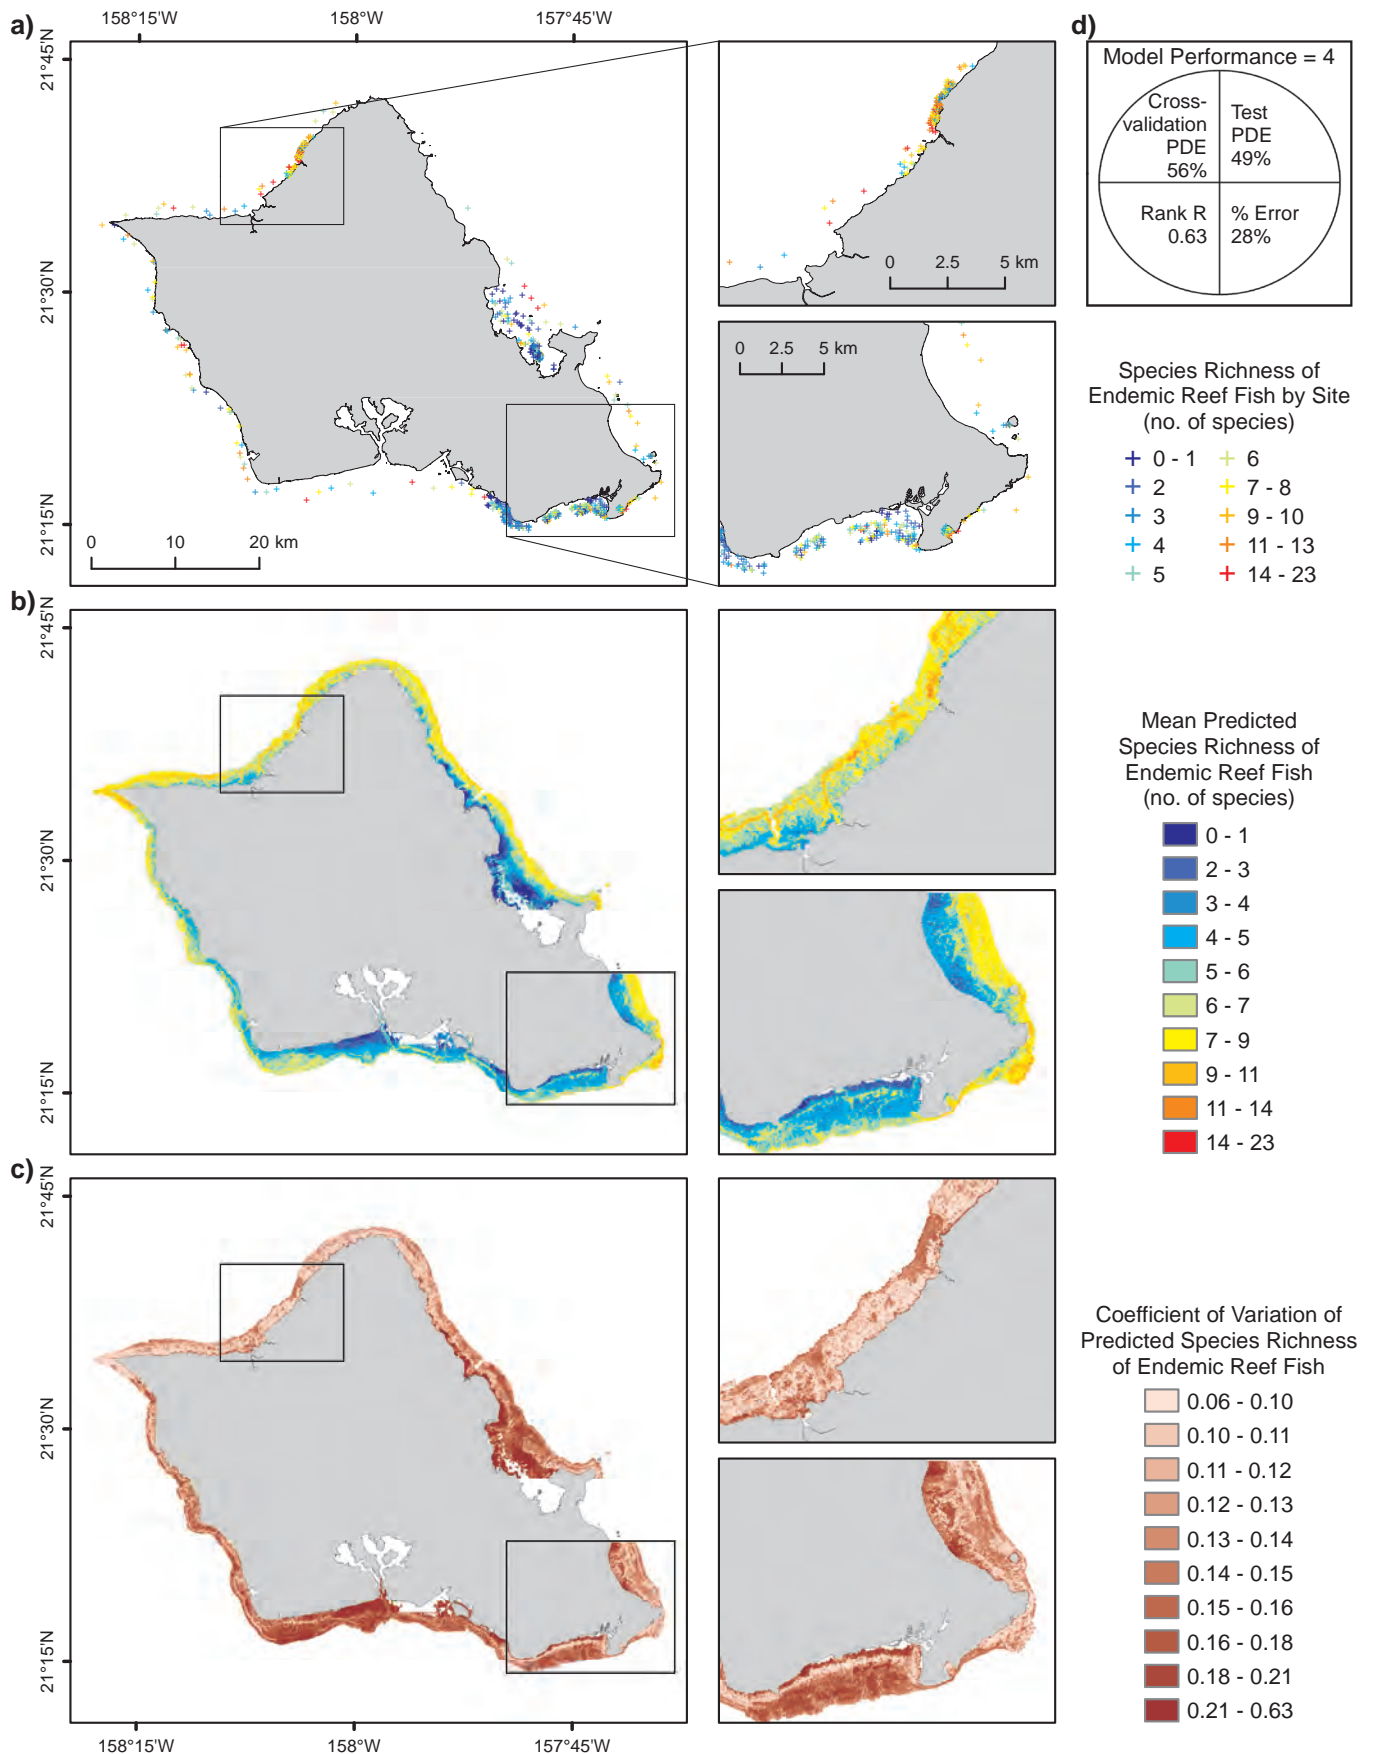 a)
158°15'W
158°W
157°45'W
21°45'N
21°30'N
21°15'N
0 10 20 km
0 2.5 5 km
0 2.5 5 km
d)
Model Performance = 4
Cross-
validation
PDE
56%
Test
PDE
49%
Rank R
0.63
% Error
28%
Species Richness of
Endemic Reef Fish by Site
(no. of species)
0 - 1
2
3
4
5
6
7 - 8
9 - 10
11 - 13
14 - 23
b)
21°45'N
21°30'N
21°15'N
Mean Predicted
Species Richness of
Endemic Reef Fish
(no. of species)
0 - 1
2 - 3
3 - 4
4 - 5
5 - 6
6 - 7
7 - 9
9 - 11
11 - 14
14 - 23
c)
21°45'N
21°30'N
21°15'N
158°15'W
158°W
157°45'W
Coefficient of Variation of
Predicted Species Richness
of Endemic Reef Fish
0.06 - 0.10
0.10 - 0.11
0.11 - 0.12
0.12 - 0.13
0.13 - 0.14
0.14 - 0.15
0.15 - 0.16
0.16 - 0.18
0.18 - 0.21
0.21 - 0.63